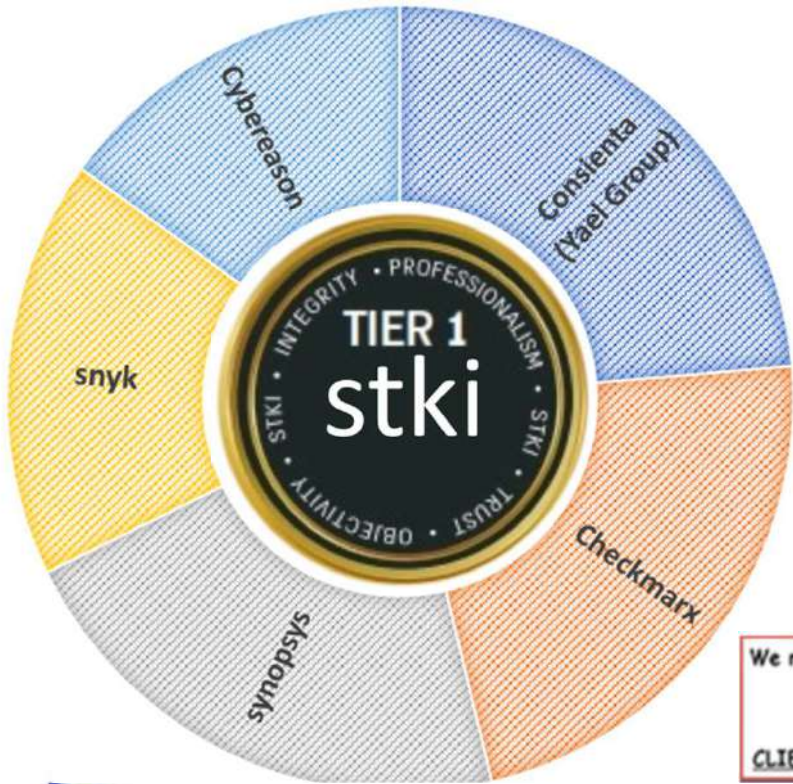 Cybereason
Consienta
(Yael Group)
snyk
Checkmarx
synopsys
TIER 1
stki
STKI • INTEGRITY • PROFESSIONALISM • STKI • TRUST • OBJECTIVITY •
We
CLIE